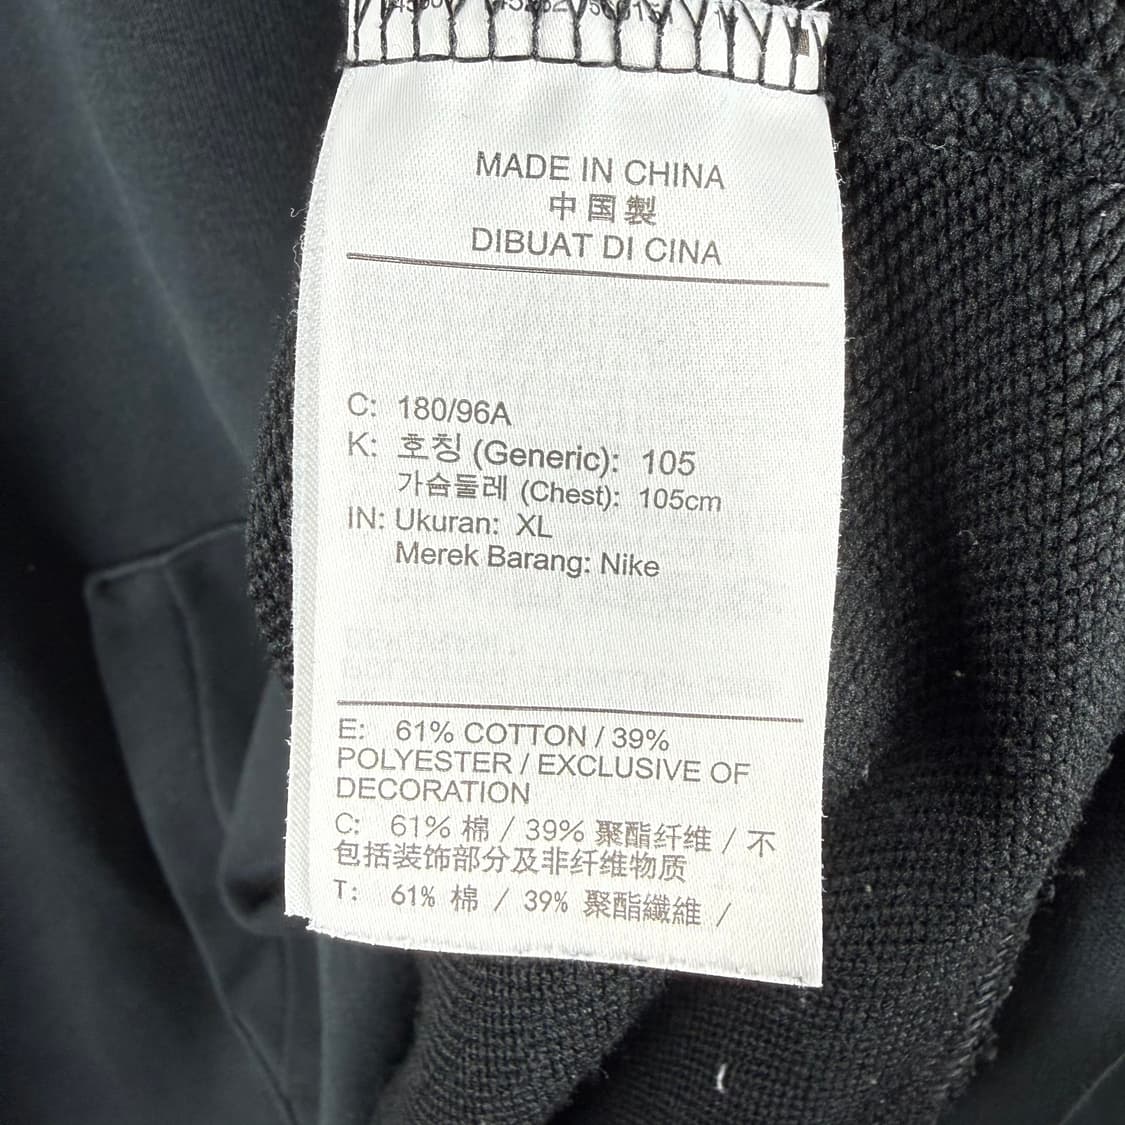 MADE IN CHINA
中国製
DIBUAT DI CINA
C: 180/96A
K: 호칭 (Generic): 105
가슴둘레 (Chest): 105cm
IN: Ukuran: XL
Merek Barang: Nike
E: 61% COTTON / 39%
POLYESTER / EXCLUSIVE OF
DECORATION
C: 61% 棉 / 39% 聚酯纤维 / 不
包括装饰部分及非纤维物质
T: 61% 棉 / 39% 聚酯纖維 /